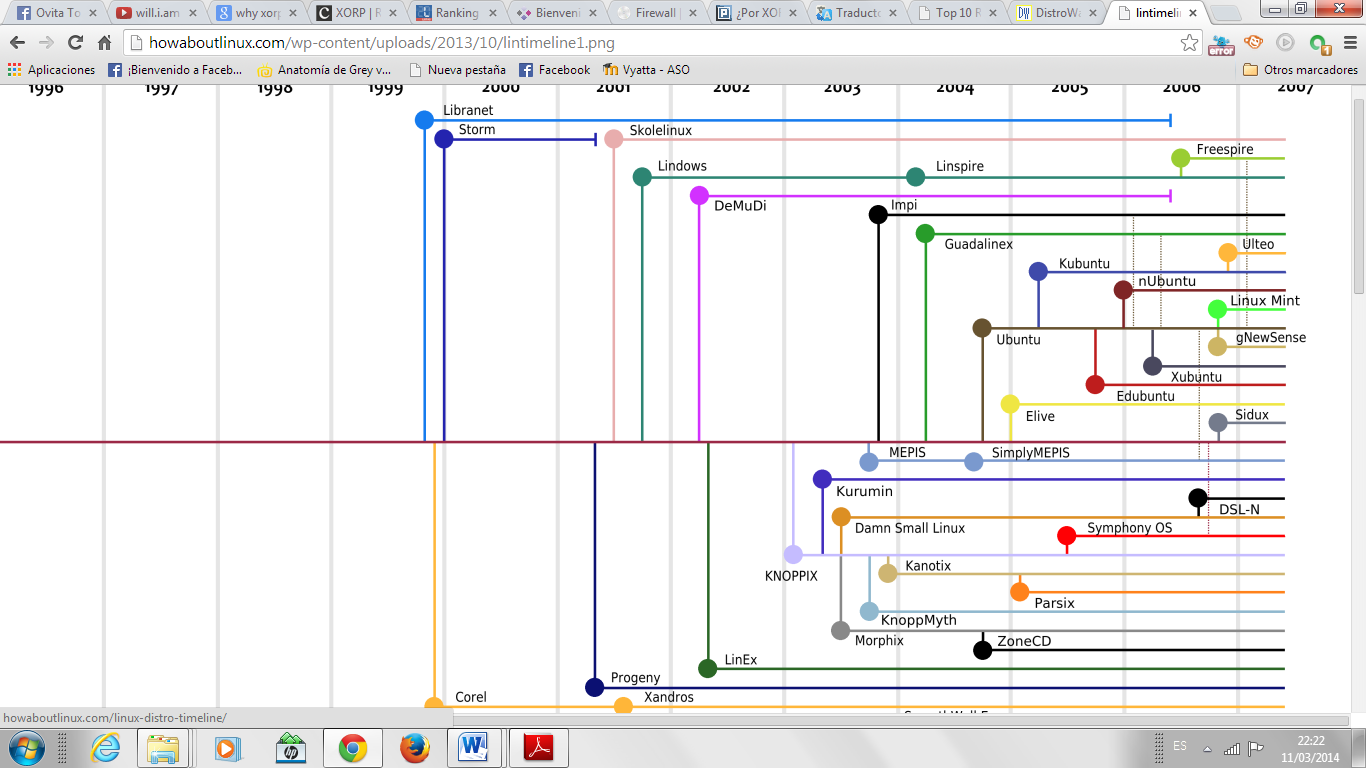 Ovita To
will.i.am
why xorp
XORP | R
Ranking
Bienveni
Firewall |
¿Por XO
Traducto
Top 10 R
DistroWa
lintimeli
howaboutlinux.com/wp-content/uploads/2013/10/lintimeline1.png
error
Aplicaciones
¡Bienvenido a Faceb...
Anatomía de Grey v...
Nueva pestaña
Facebook
Vyatta - ASO
Otros marcadores
1996 1997 1998 1999 2000 2001 2002 2003 2004 2005 2006 2007
Libranet
Storm
Skolelinux
Freespire
Lindows
Linspire
DeMuDi
Impi
Guadalinex
Ulteo
Kubuntu
nUbuntu
Linux Mint
Ubuntu
gNewSense
Xubuntu
Edubuntu
Elive
Sidux
MEPIS
SimplyMEPIS
Kurumin
DSL-N
Damn Small Linux
Symphony OS
KNOPPIX
Kanotix
Parsix
KnoppMyth
Morphix
ZoneCD
LinEx
Progeny
Corel
Xandros
howaboutlinux.com/linux-distro-timeline/
hp
ES
22:22
11/03/2014